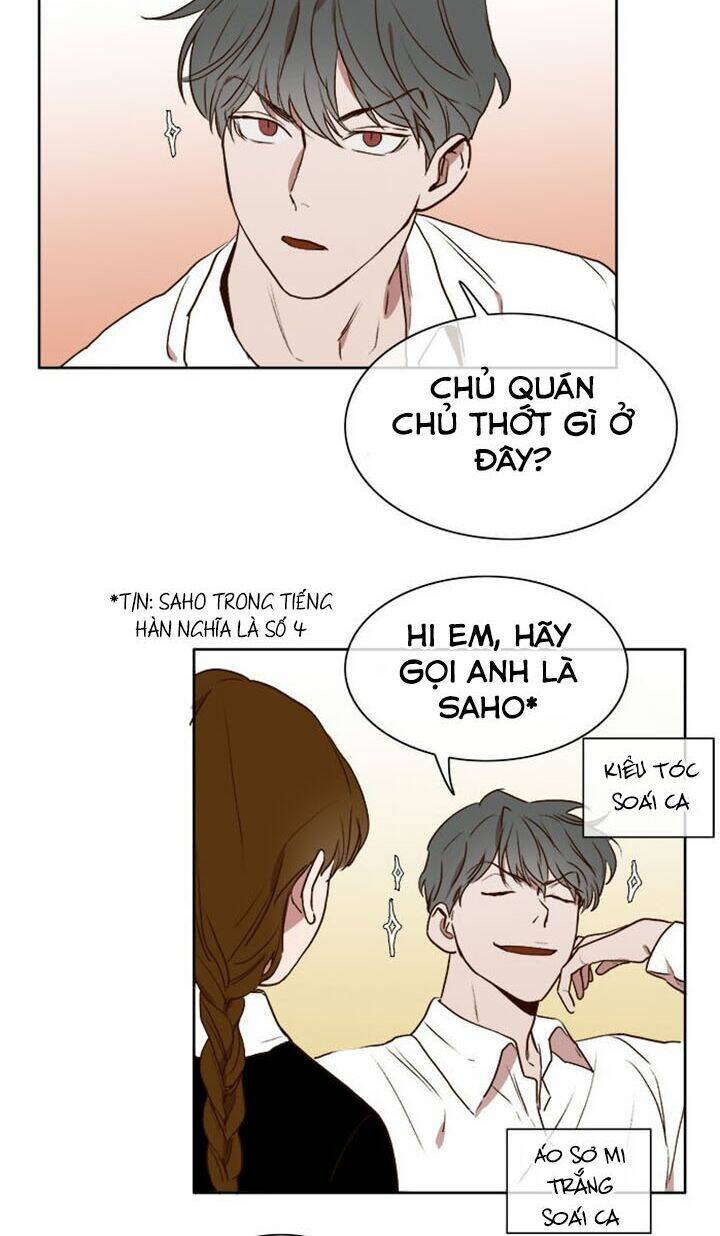 CHỦ QUÁN
CHỦ THỚT GÌ Ở
ĐÂY?
*T/N: SAHO TRONG TIẾNG
HÀN NGHĨA LÀ SỐ 4
HI EM, HÃY
GỌI ANH LÀ
SAHO*
KIỂU TÓC
SOÁI CA
ÁO SƠ MI
TRẮNG
SOÁI CA